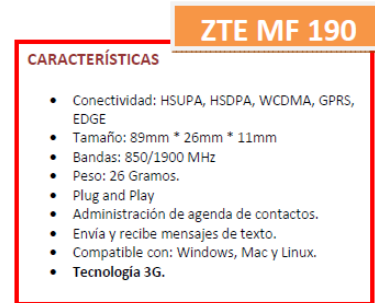 ZTE MF 190
CARACTERÍSTICAS
• Conectividad: HSUPA, HSDPA, WCDMA, GPRS,
EDGE
• Tamaño: 89mm * 26mm * 11mm
• Bandas: 850/1900 MHz
• Peso: 26 Gramos.
• Plug and Play
• Administración de agenda de contactos.
• Envía y recibe mensajes de texto.
• Compatible con: Windows, Mac y Linux.
• Tecnología 3G.